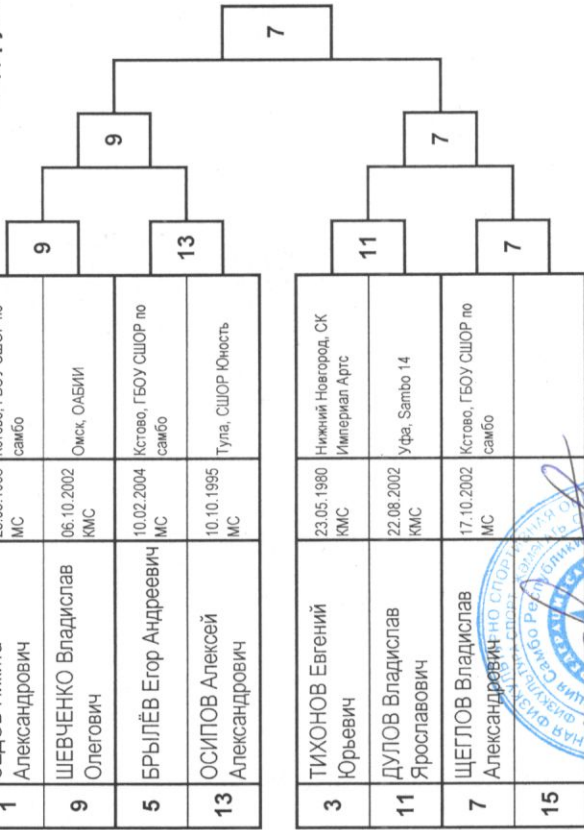 1
Александрович
МС
самбо
9
ШЕВЧЕНКО Владислав
Олегович
06.10.2002
КМС
Омск, ОАБИИ
5
БРЫЛЁВ Егор Андреевич
10.02.2004
МС
Кстово, ГБОУ СШОР по
самбо
13
ОСИПОВ Алексей
Александрович
10.10.1995
МС
Тула, СШОР Юность
9
13
9
7
3
ТИХОНОВ Евгений
Юрьевич
23.05.1980
КМС
Нижний Новгород, СК
Империал Артс
11
ДУЛОВ Владислав
Ярославович
22.08.2002
КМС
Уфа, Sambo 14
7
ЩЕГЛОВ Владислав
Александрович
17.10.2002
МС
Кстово, ГБОУ СШОР по
самбо
15
11
7
7